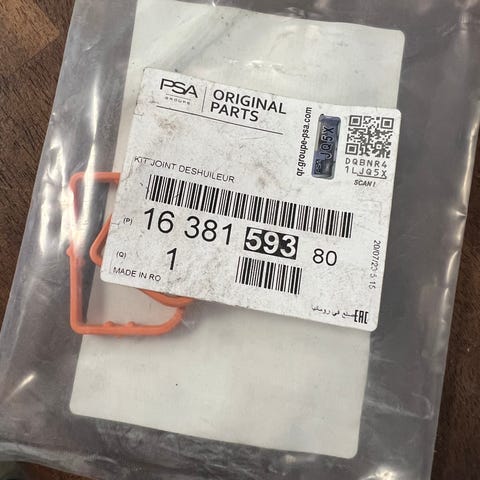 PSA
GROUPE
ORIGINAL
PARTS
qr.groupe-psa.com
PSA
JQ5X
DQBNR4
1LJQ5X
SCAN !
KIT JOINT DESHUILEUR
(P) 16 381 593 80
(Q) 1
MADE IN RO
صنع في رومانيا
EAC